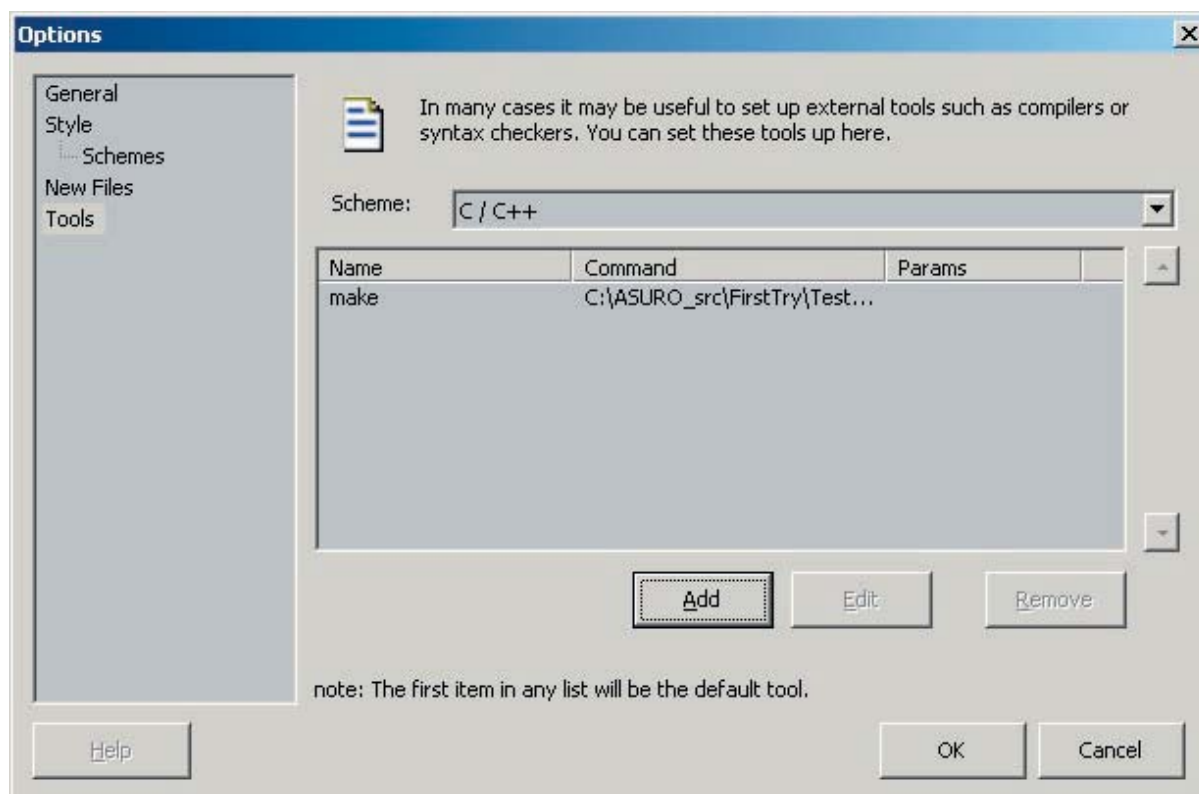 Options
General
Style
Schemes
New Files
Tools
In many cases it may be useful to set up external tools such as compilers or
syntax checkers. You can set these tools up here.
Scheme: C / C++
Name Command Params
make C:\ASURO_src\FirstTry\Test...
Add Edit Remove
note: The first item in any list will be the default tool.
Help OK Cancel